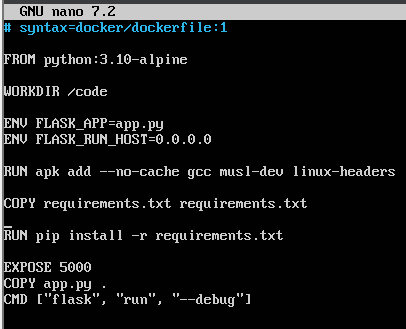 GNU nano 7.2
# syntax=docker/dockerfile:1
FROM python:3.10-alpine
WORKDIR /code
ENV FLASK_APP=app.py
ENV FLASK_RUN_HOST=0.0.0.0
RUN apk add --no-cache gcc musl-dev linux-headers
COPY requirements.txt requirements.txt
RUN pip install -r requirements.txt
EXPOSE 5000
COPY app.py .
CMD ["flask", "run", "--debug"]